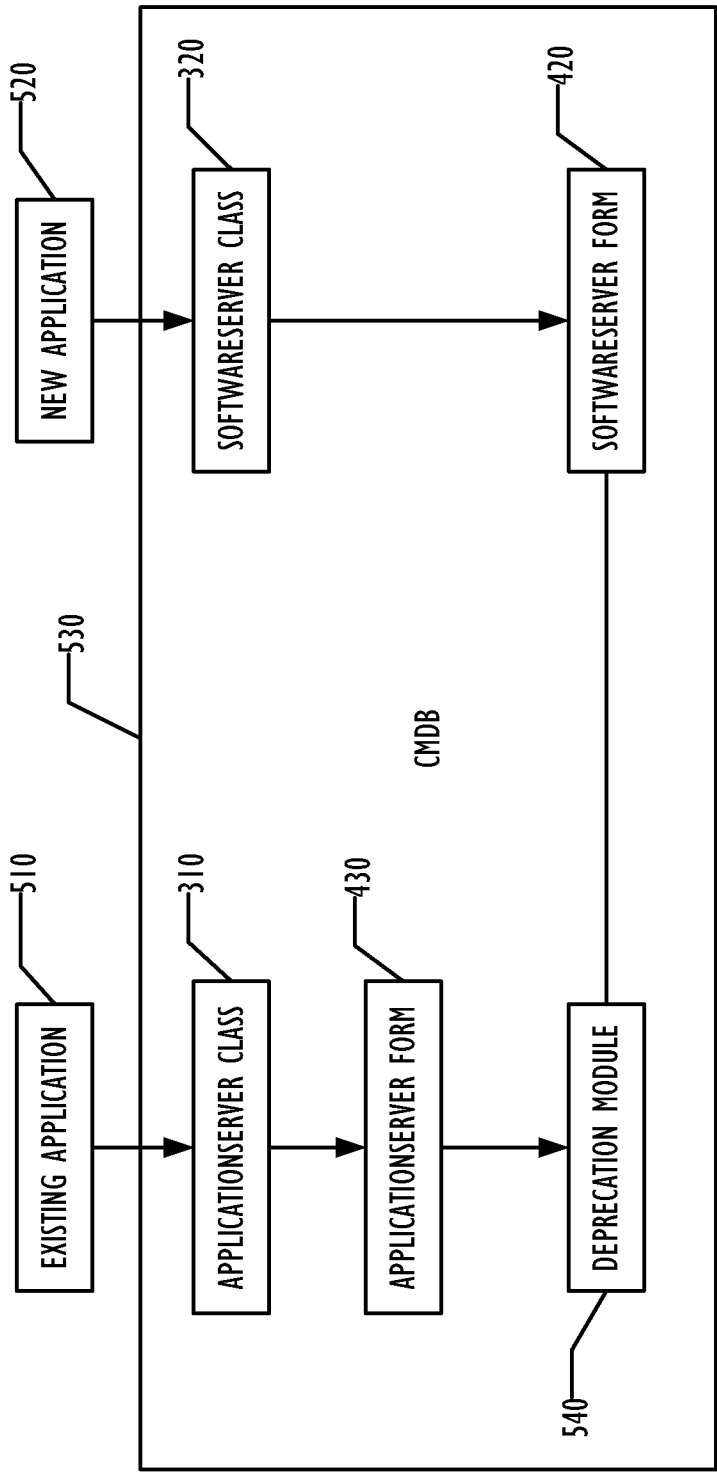 510
520
EXISTING APPLICATION
NEW APPLICATION
530
310
320
APPLICATIONSERVER CLASS
SOFTWARESERVER CLASS
430
APPLICATIONSERVER FORM
CMDB
420
DEPRECATION MODULE
SOFTWARESERVER FORM
540